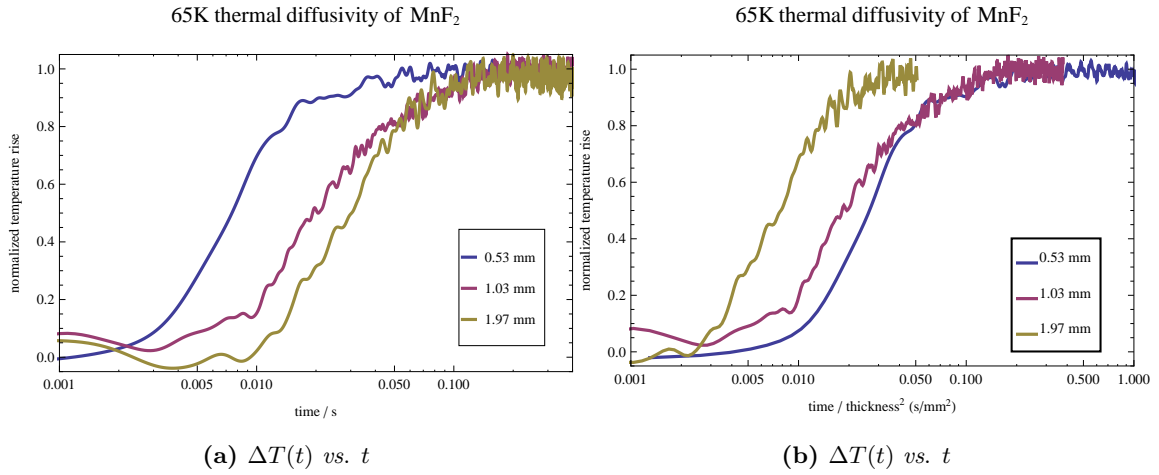 65K thermal diffusivity of MnF₂
normalized temperature rise
1.0
0.8
0.6
0.4
0.2
0.0
0.001
0.005
0.010
0.050
0.100
time / s
0.53 mm
1.03 mm
1.97 mm
(a) ΔT(t) vs. t
65K thermal diffusivity of MnF₂
normalized temperature rise
1.0
0.8
0.6
0.4
0.2
0.0
0.001
0.005
0.010
0.050
0.100
0.500
1.000
time / thickness² (s/mm²)
0.53 mm
1.03 mm
1.97 mm
(b) ΔT(t) vs. t